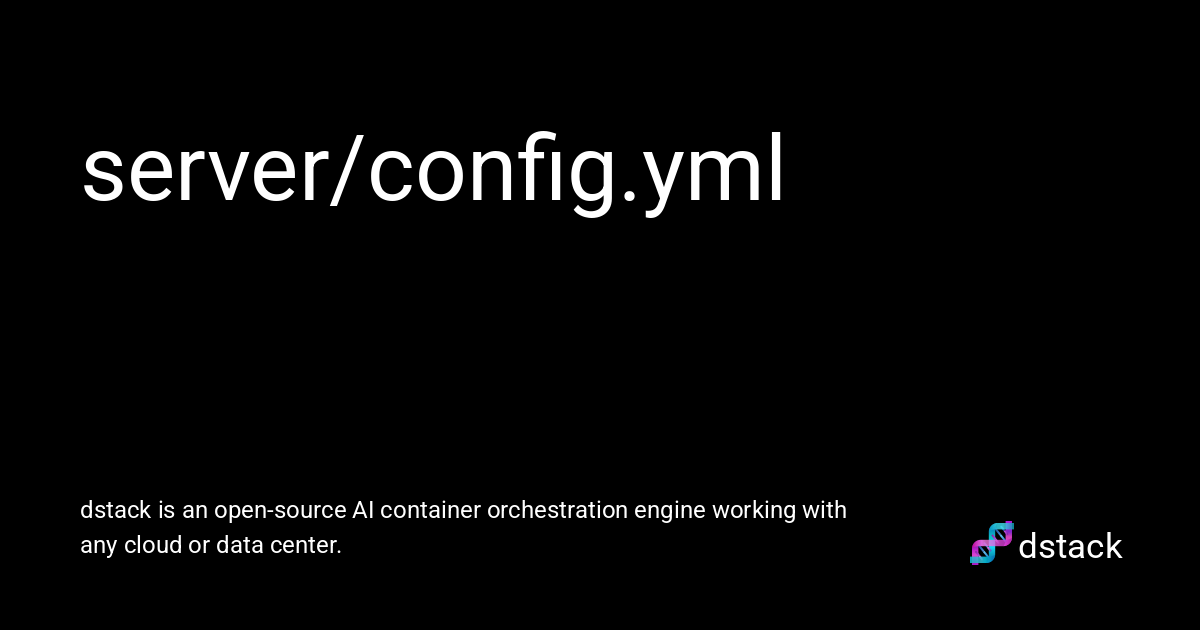 server/config.yml
dstack is an open-source AI container orchestration engine working with
any cloud or data center.
dstack